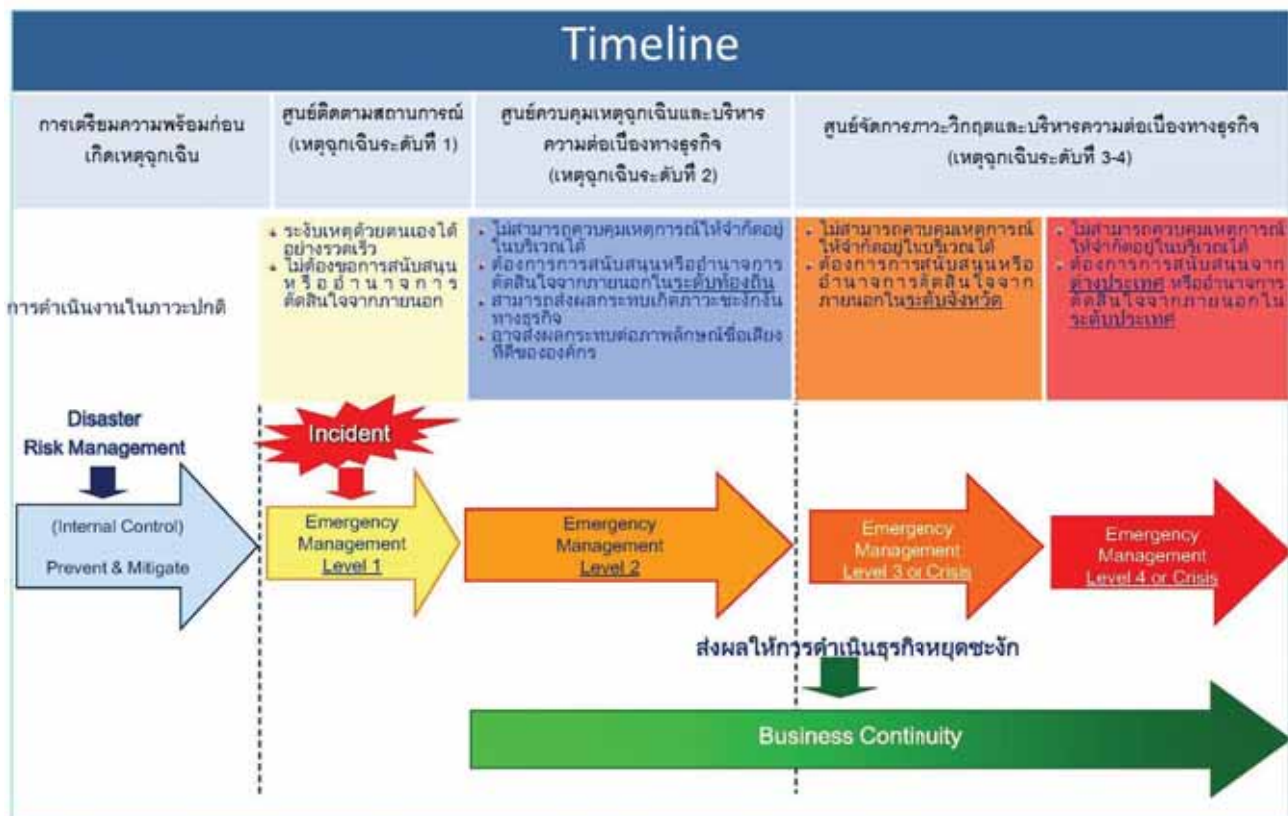 Timeline
การเตรียมความพร้อมก่อน
เกิดเหตุฉุกเฉิน
ศูนย์ติดตามสถานการณ์
(เหตุฉุกเฉินระดับที่ 1)
ศูนย์ควบคุมเหตุฉุกเฉินและบริหาร
ความต่อเนื่องทางธุรกิจ
(เหตุฉุกเฉินระดับที่ 2)
ศูนย์จัดการภาวะวิกฤตและบริหารความต่อเนื่องทางธุรกิจ
(เหตุฉุกเฉินระดับที่ 3-4)
การดำเนินงานในภาวะปกติ
ระงับเหตุด้วยตนเองได้
อย่างรวดเร็ว
ไม่ต้องขอการสนับสนุน
หรืออำนาจการ
ตัดสินใจจากภายนอก
ไม่สามารถควบคุมเหตุการณ์ให้จำกัดอยู่
ในบริเวณได้
ต้องการการสนับสนุนหรืออำนาจการ
ตัดสินใจจากภายนอกในระดับท้องถิ่น
สามารถส่งผลกระทบเกิดภาวะชะงักงัน
ทางธุรกิจ
อาจส่งผลกระทบต่อภาพลักษณ์ชื่อเสียง
ที่ดีขององค์กร
ไม่สามารถควบคุมเหตุการณ์
ให้จำกัดอยู่ในบริเวณได้
ต้องการการสนับสนุนหรือ
อำนาจการตัดสินใจจาก
ภายนอกในระดับจังหวัด
ไม่สามารถควบคุมเหตุการณ์
ให้จำกัดอยู่ในบริเวณได้
ต้องการการสนับสนุนจาก
ต่างประเทศ หรืออำนาจการ
ตัดสินใจจากภายนอกใน
ระดับประเทศ
Disaster
Risk Management
Incident
(Internal Control)
Prevent & Mitigate
Emergency
Management
Level 1
Emergency
Management
Level 2
Emergency
Management
Level 3 or Crisis
Emergency
Management
Level 4 or Crisis
ส่งผลให้การดำเนินธุรกิจหยุดชะงัก
Business Continuity